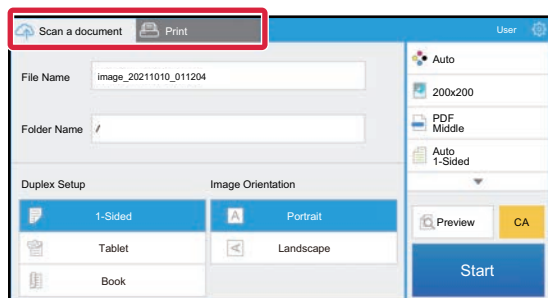 Scan a document
Print
User
File Name
image_20211010_011204
Folder Name
/
Duplex Setup
Image Orientation
1-Sided
Portrait
Tablet
Landscape
Book
Auto
200x200
PDF
Middle
Auto
1-Sided
Preview
CA
Start